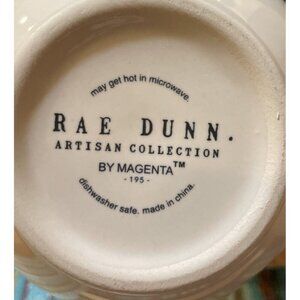 may get hot in microwave.
RAE DUNN.
ARTISAN COLLECTION
BY MAGENTA™
- 195 -
dishwasher safe. made in china.